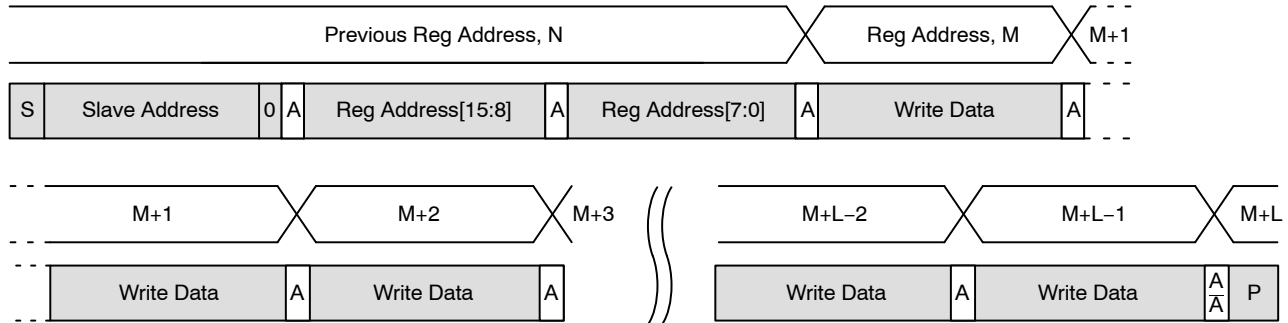 Previous Reg Address, N Reg Address, M M+1
S Slave Address 0 A Reg Address[15:8] A Reg Address[7:0] A Write Data A
M+1 M+2 M+3 M+L−2 M+L−1 M+L
Write Data A Write Data A Write Data A Write Data A/A̅ P